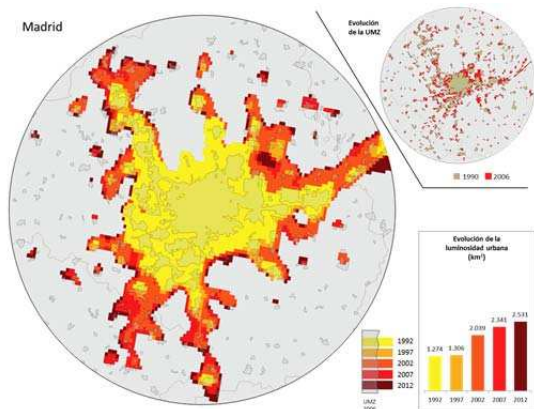 Madrid
Evolución
de la UMZ
1990 2006
Evolución de la
luminosidad urbana
(km²)
1.274 1.306 2.039 2.341 2.531
1992 1997 2002 2007 2012
1992
1997
2002
2007
2012
UMZ
2006